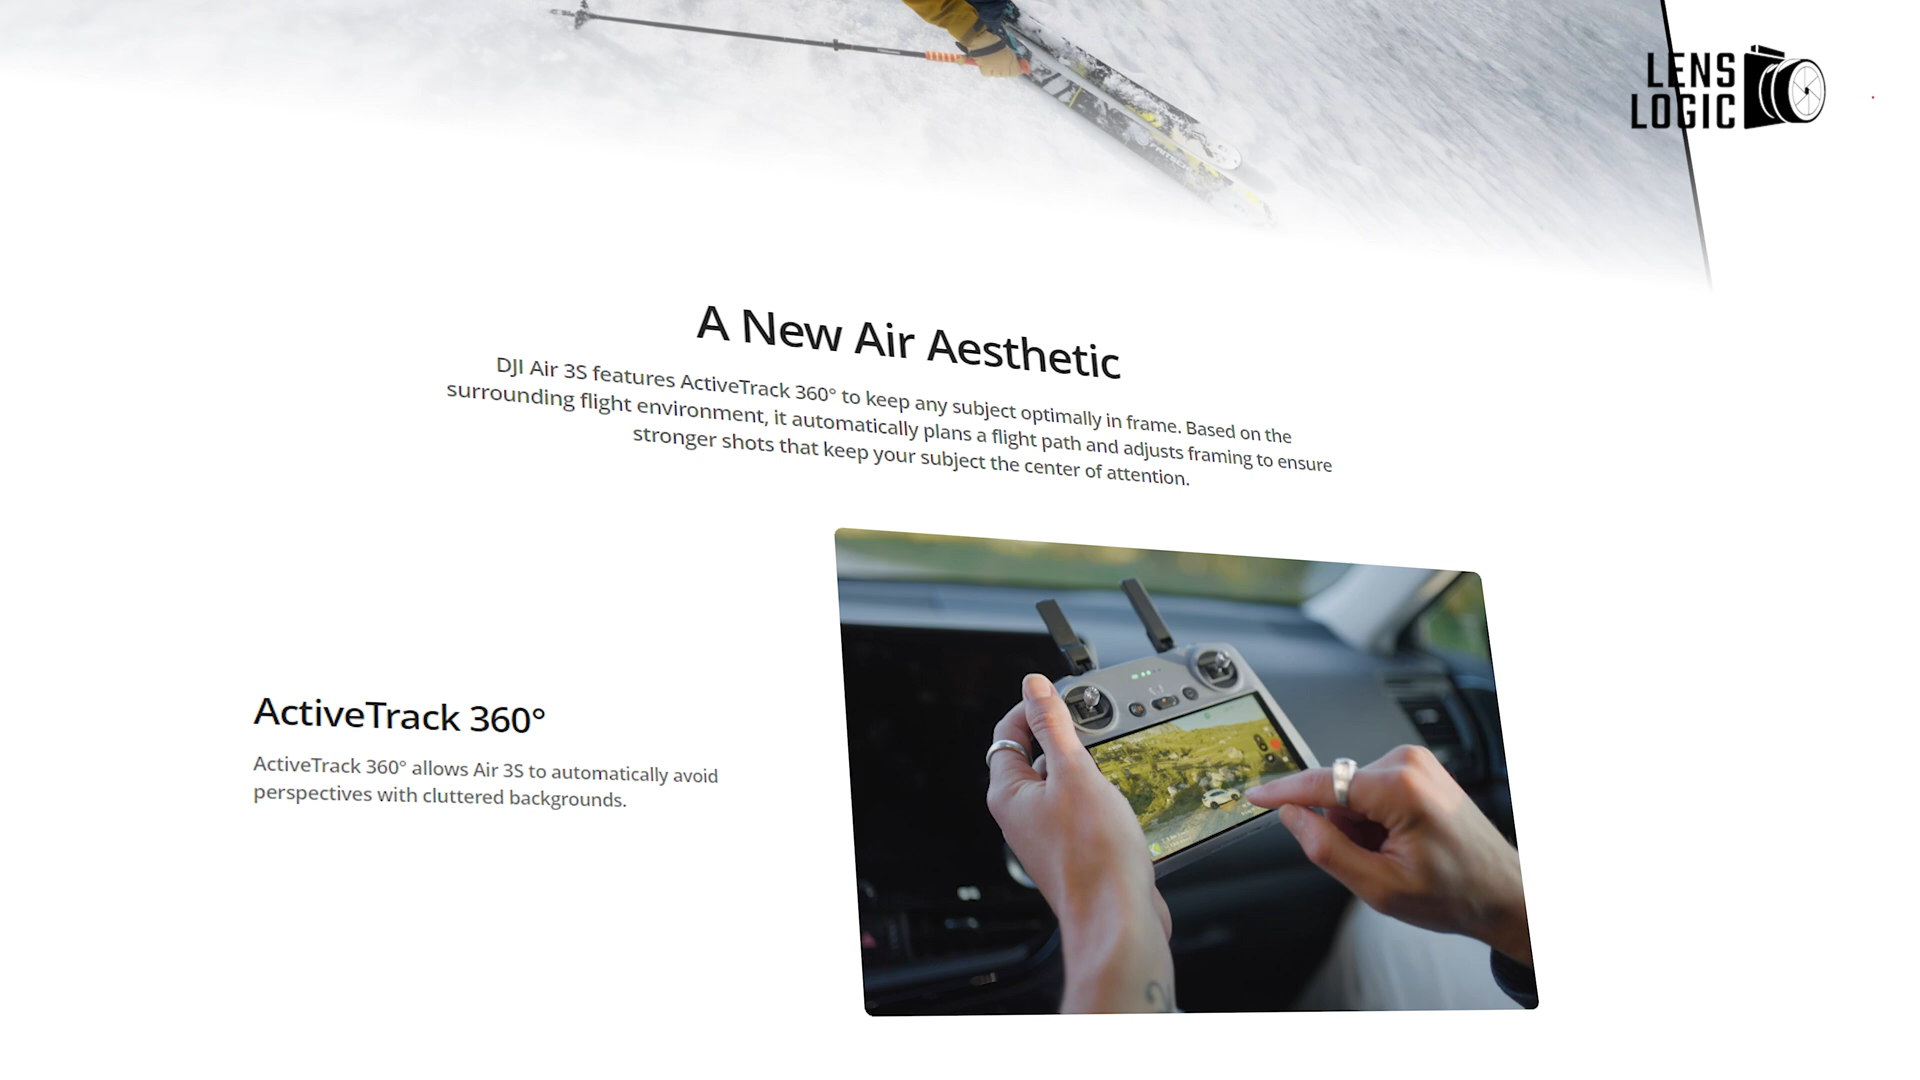 LENS
LOGIC
A New Air Aesthetic
DJI Air 3S features ActiveTrack 360° to keep any subject optimally in frame. Based on the
surrounding flight environment, it automatically plans a flight path and adjusts framing to ensure
stronger shots that keep your subject the center of attention.
ActiveTrack 360°
ActiveTrack 360° allows Air 3S to automatically avoid
perspectives with cluttered backgrounds.